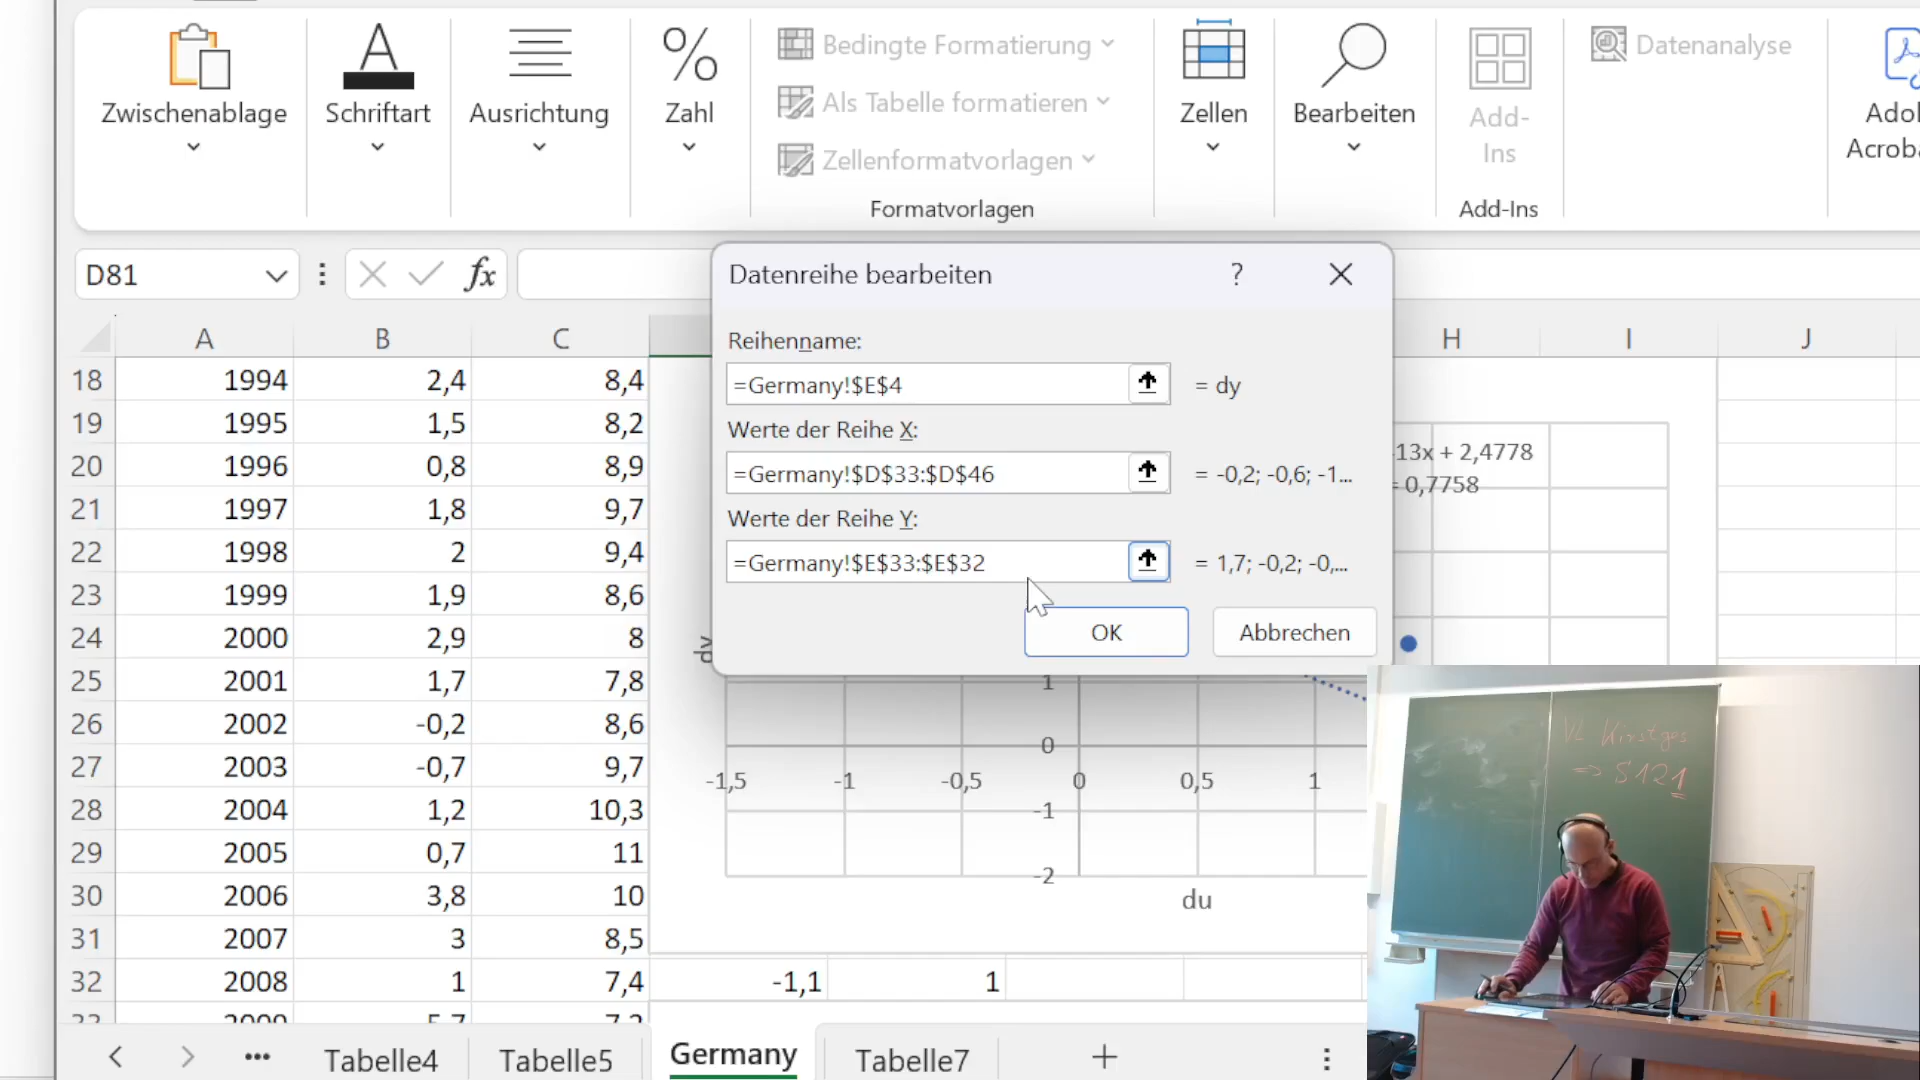 Zwischenablage
Schriftart
Ausrichtung
Zahl
Bedingte Formatierung
Als Tabelle formatieren
Zellenformatvorlagen
Formatvorlagen
Zellen
Bearbeiten
Add-
Ins
Add-Ins
Datenanalyse
Adol
Acroba
D81
fx
Datenreihe bearbeiten ?
Reihenname:
=Germany!$E$4 = dy
Werte der Reihe X:
=Germany!$D$33:$D$46 = -0,2; -0,6; -1...
Werte der Reihe Y:
=Germany!$E$33:$E$32 = 1,7; -0,2; -0,...
OK Abbrechen
A B C H I J
18 1994 2,4 8,4
19 1995 1,5 8,2
20 1996 0,8 8,9
21 1997 1,8 9,7
22 1998 2 9,4
23 1999 1,9 8,6
24 2000 2,9 8
25 2001 1,7 7,8
26 2002 -0,2 8,6
27 2003 -0,7 9,7
28 2004 1,2 10,3
29 2005 0,7 11
30 2006 3,8 10
31 2007 3 8,5
32 2008 1 7,4 -1,1 1
13x + 2,4778
= 0,7758
dy
1
0
-1,5 -1 -0,5 0 0,5 1
-1
-2
du
VL Kirstges
=> S121
Tabelle4 Tabelle5 Germany Tabelle7 +